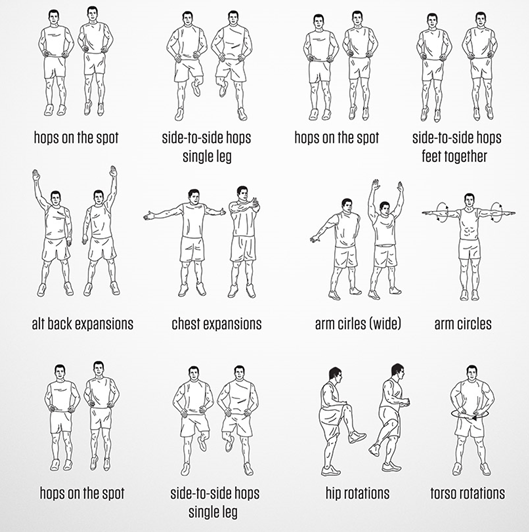 hops on the spot
side-to-side hops
single leg
hops on the spot
side-to-side hops
feet together
alt back expansions
chest expansions
arm cirles (wide)
arm circles
hops on the spot
side-to-side hops
single leg
hip rotations
torso rotations